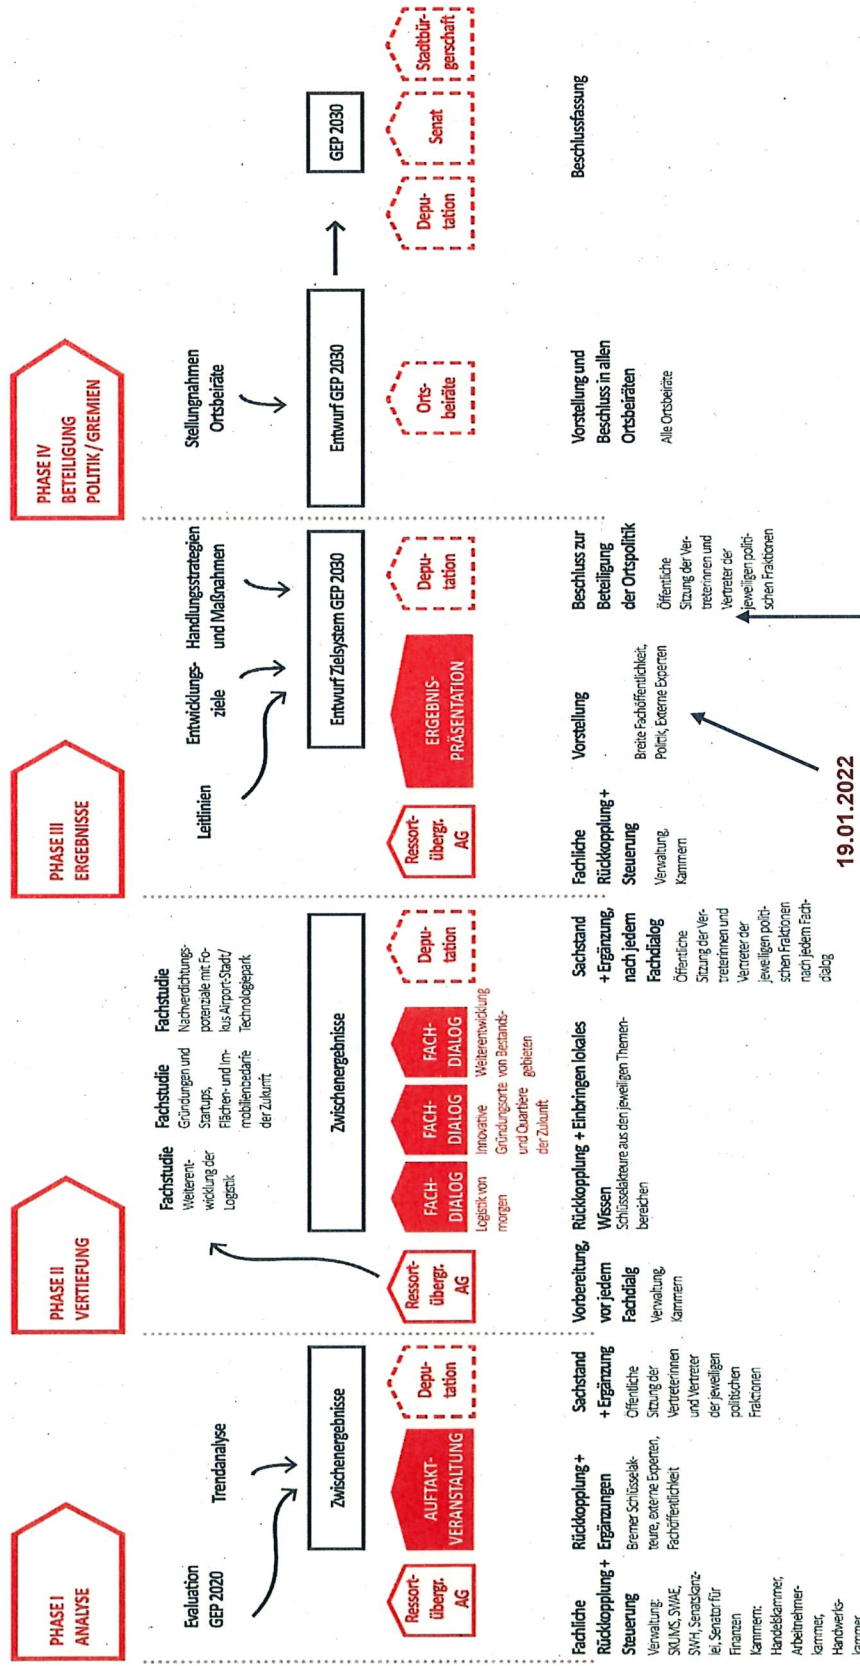 PHASE I
ANALYSE
Evaluation
GEP 2020
Trendanalyse
Zwischenergebnisse
Ressort-
übergr.
AG
AUFTAKT-
VERANSTALTUNG
Depu-
tation
Fachliche
Rückkopplung +
Steuerung
Verwaltung:
SKUMS, SWAE,
SWH, Senatskanz-
lei, Senator für
Finanzen
Kammern:
Handelskammer,
Arbeitnehmer-
kammer,
Handwerks-
kammer
Rückkopplung +
Ergänzungen
Bremer Schlüsselak-
teure, externe Experten,
Fachöffentlichkeit
Sachstand
+ Ergänzung
Öffentliche
Sitzung der
Vertreterinnen
und Vertreter
der jeweiligen
politischen
Fraktionen
PHASE II
VERTIEFUNG
Fachstudie
Weiterent-
wicklung der
Logistik
Fachstudie
Gründungen und
Startups,
Flächen- und Im-
mobilienbedarfe
der Zukunft
Fachstudie
Nachverdichtungs-
potenziale mit Fo-
kus Airport-Stadt/
Technologiepark
Zwischenergebnisse
Ressort-
übergr.
AG
FACH-
DIALOG
Logistik von
morgen
FACH-
DIALOG
Innovative
Gründungsorte
und Quartiere
der Zukunft
FACH-
DIALOG
Weiterentwicklung
von Bestands-
gebieten
Depu-
tation
Vorbereitung,
vor jedem
Fachdialg
Verwaltung,
Kammern
Rückkopplung + Einbringen lokales
Wissen
Schlüsselakteure aus den jeweiligen Themen-
bereichen
Sachstand
+ Ergänzung,
nach jedem
Fachdialog
Öffentliche
Sitzung der Ver-
treterinnen und
Vertreter der
jeweiligen politi-
schen Fraktionen
nach jedem Fach-
dialog
PHASE III
ERGEBNISSE
Leitlinien
Entwicklungs-
ziele
Handlungsstrategien
und Maßnahmen
Entwurf Zielsystem GEP 2030
Ressort-
übergr.
AG
ERGEBNIS-
PRÄSENTATION
Depu-
tation
Fachliche
Rückkopplung +
Steuerung
Verwaltung,
Kammern
Vorstellung
Breite Fachöffentlichkeit,
Politik, Externe Experten
Beschluss zur
Beteiligung
der Ortspolitik
Öffentliche
Sitzung der Ver-
treterinnen und
Vertreter der
jeweiligen politi-
schen Fraktionen
19.01.2022
PHASE IV
BETEILIGUNG
POLITIK / GREMIEN
Stellungnahmen
Ortsbeiräte
Entwurf GEP 2030
GEP 2030
Orts-
beiräte
Depu-
tation
Senat
Stadtbür-
gerschaft
Vorstellung und
Beschluss in allen
Ortsbeiräten
Alle Ortsbeiräte
Beschlussfassung